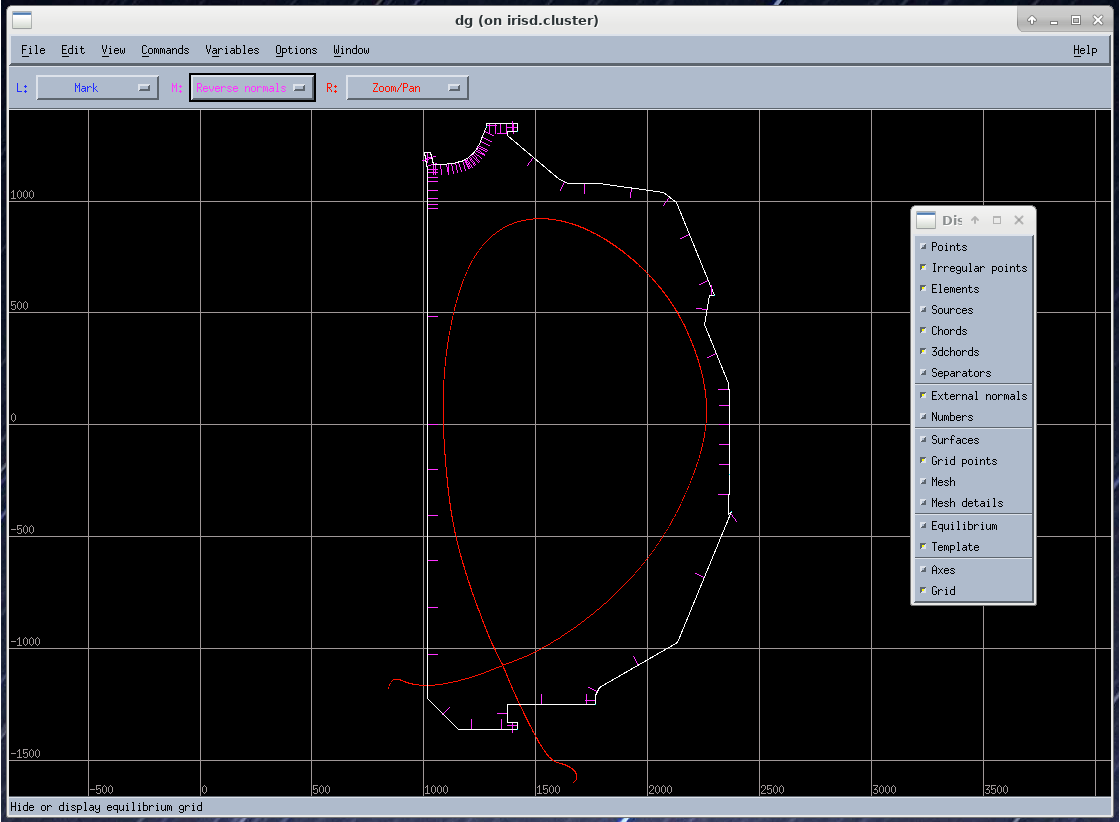 dg (on irisd.cluster)
File Edit View Commands Variables Options Window Help
L: Mark M: Reverse normals R: Zoom/Pan
1000
500
0
-500
-1000
-1500
-500 0 500 1000 1500 2000 2500 3000 3500
Dis
Points
Irregular points
Elements
Sources
Chords
3dchords
Separators
External normals
Numbers
Surfaces
Grid points
Mesh
Mesh details
Equilibrium
Template
Axes
Grid
Hide or display equilibrium grid